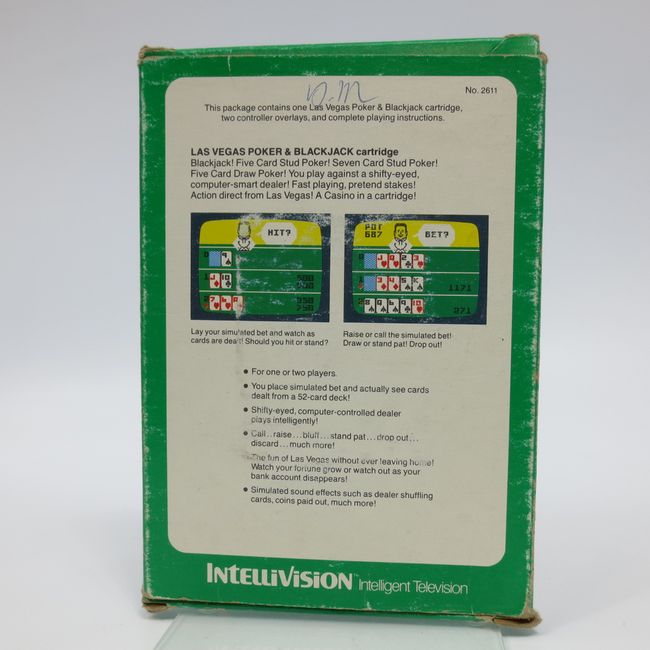 D.M
No. 2611
This package contains one Las Vegas Poker & Blackjack cartridge,
two controller overlays, and complete playing instructions.
LAS VEGAS POKER & BLACKJACK cartridge
Blackjack! Five Card Stud Poker! Seven Card Stud Poker!
Five Card Draw Poker! You play against a shifty-eyed,
computer-smart dealer! Fast playing, pretend stakes!
Action direct from Las Vegas! A Casino in a cartridge!
HIT?
POT
687
BET?
1171
271
Lay your simulated bet and watch as
cards are dealt! Should you hit or stand?
Raise or call the simulated bet!
Draw or stand pat! Drop out!
• For one or two players.
• You place simulated bet and actually see cards
dealt from a 52-card deck!
• Shifty-eyed, computer-controlled dealer
plays intelligently!
• Call...raise...bluff...stand pat...drop out...
discard...much more!
The fun of Las Vegas without ever leaving home!
Watch your fortune grow or watch out as your
bank account disappears!
• Simulated sound effects such as dealer shuffling
cards, coins paid out, much more!
INTELLIVISION Intelligent Television